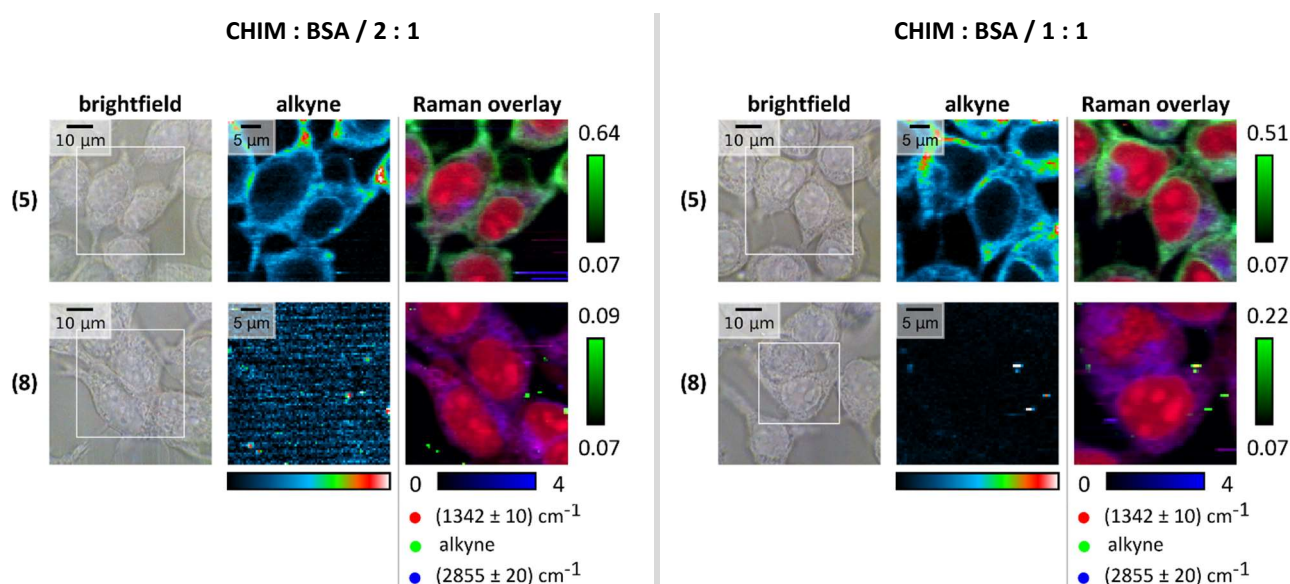 CHIM : BSA / 2 : 1
brightfield alkyne Raman overlay
10 µm 5 µm 0.64
(5)
0.07
10 µm 5 µm 0.09
(8)
0.07
0 4
(1342 ± 10) cm⁻¹
alkyne
(2855 ± 20) cm⁻¹
CHIM : BSA / 1 : 1
brightfield alkyne Raman overlay
10 µm 5 µm 0.51
(5)
0.07
10 µm 5 µm 0.22
(8)
0.07
0 4
(1342 ± 10) cm⁻¹
alkyne
(2855 ± 20) cm⁻¹